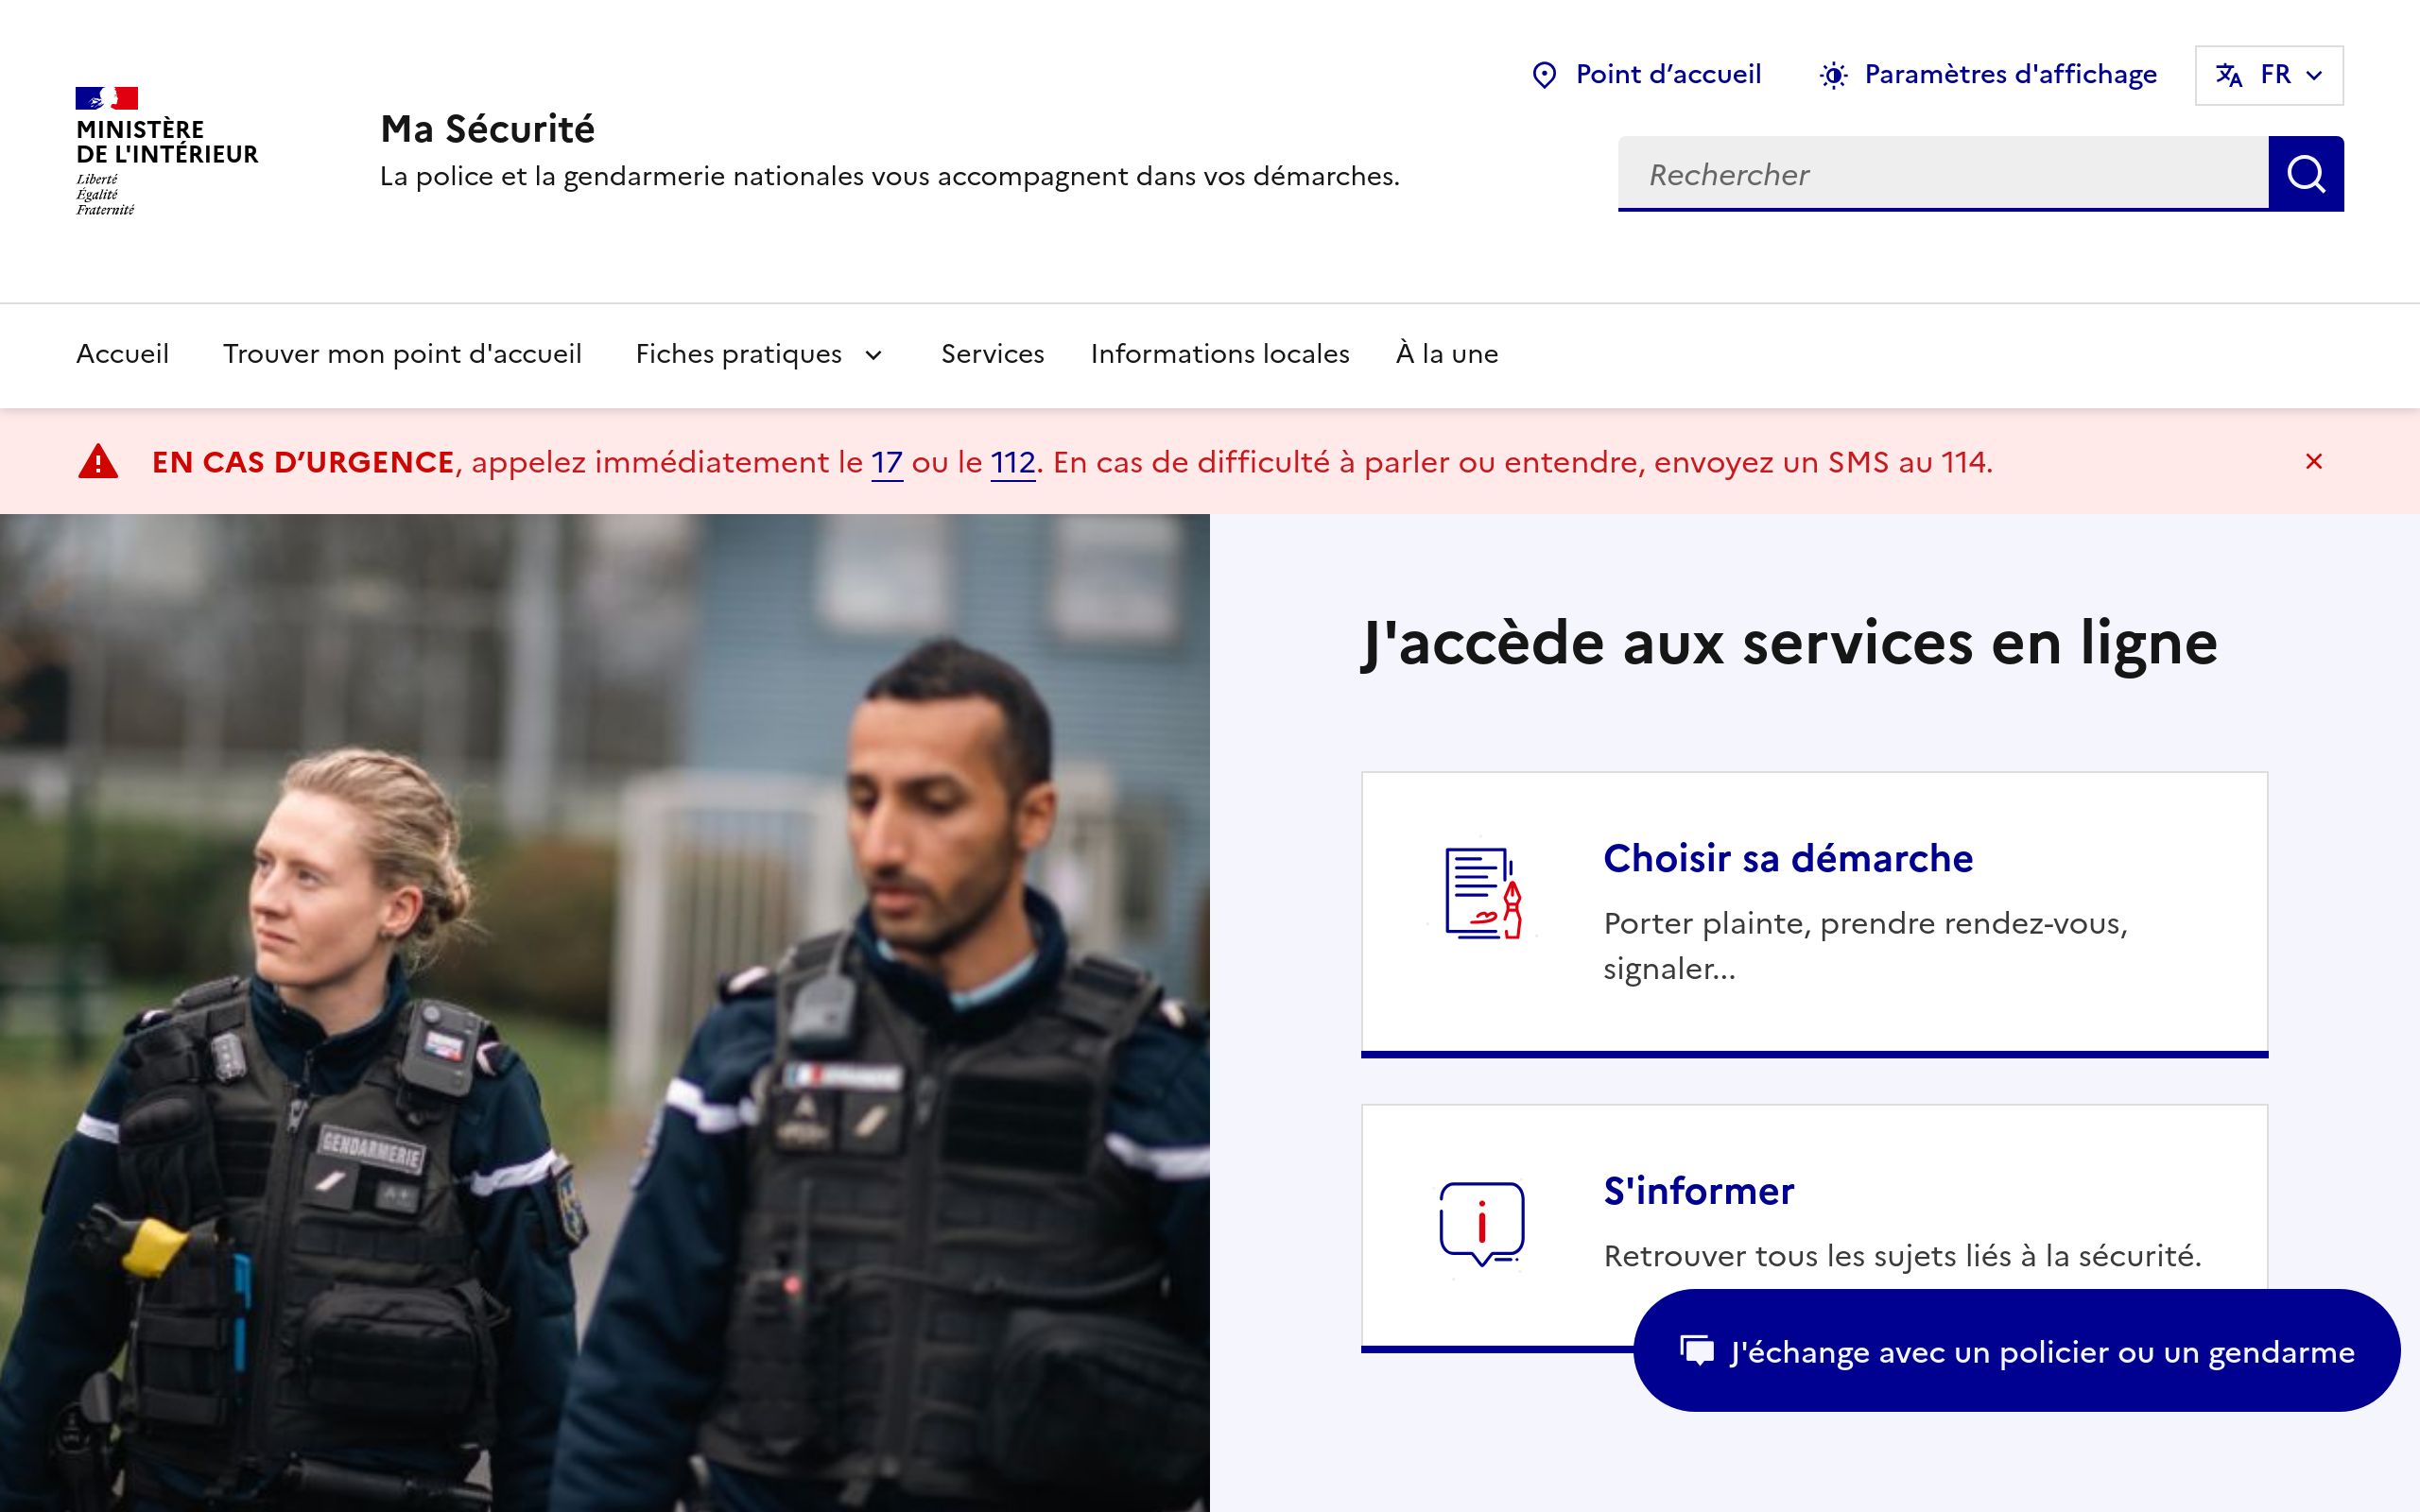 MINISTÈRE
DE L'INTÉRIEUR
Liberté
Égalité
Fraternité
Ma Sécurité
La police et la gendarmerie nationales vous accompagnent dans vos démarches.
Point d’accueil
Paramètres d'affichage
FR
Rechercher
Accueil
Trouver mon point d'accueil
Fiches pratiques
Services
Informations locales
À la une
EN CAS D’URGENCE, appelez immédiatement le 17 ou le 112. En cas de difficulté à parler ou entendre, envoyez un SMS au 114.
GENDARMERIE
J'accède aux services en ligne
Choisir sa démarche
Porter plainte, prendre rendez-vous,
signaler...
S'informer
Retrouver tous les sujets liés à la sécurité.
J'échange avec un policier ou un gendarme